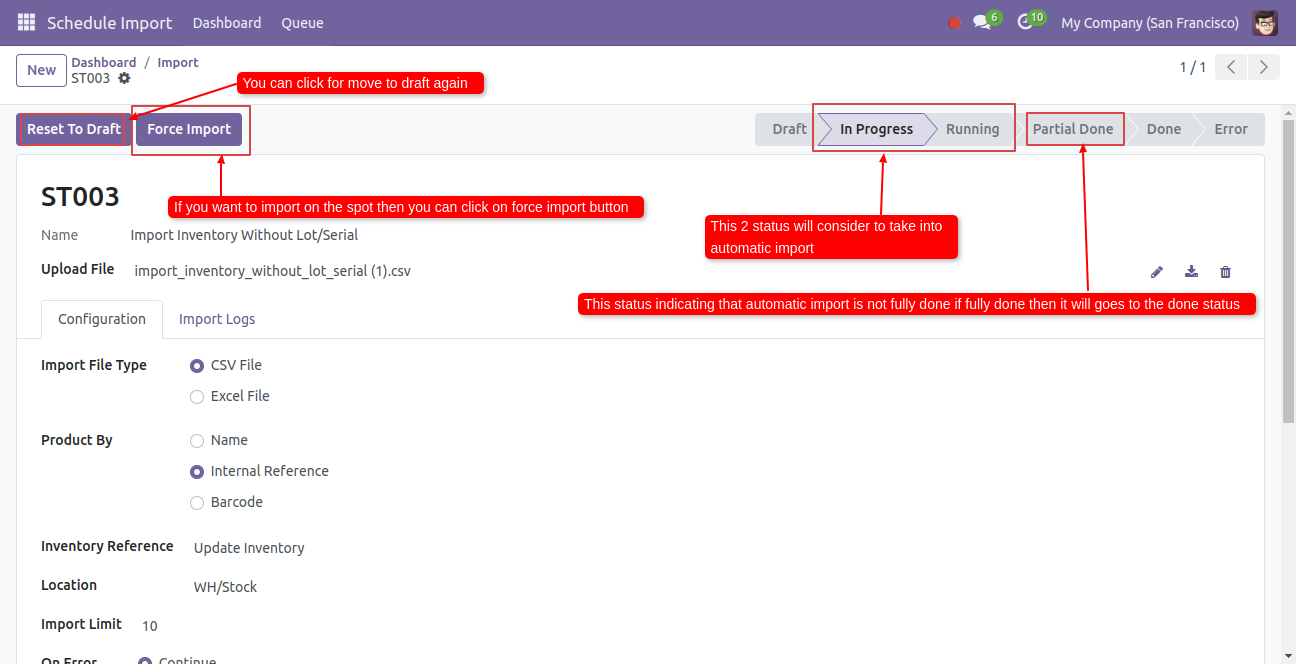 Schedule Import Dashboard Queue 6 10 My Company (San Francisco)
New Dashboard / Import 1 / 1
ST003
You can click for move to draft again
Reset To Draft Force Import Draft In Progress Running Partial Done Done Error
ST003
If you want to import on the spot then you can click on force import button
This 2 status will consider to take into
automatic import
Name Import Inventory Without Lot/Serial
Upload File import_inventory_without_lot_serial (1).csv
This status indicating that automatic import is not fully done if fully done then it will goes to the done status
Configuration Import Logs
Import File Type CSV File
Excel File
Product By Name
Internal Reference
Barcode
Inventory Reference Update Inventory
Location WH/Stock
Import Limit 10
On Error Continue